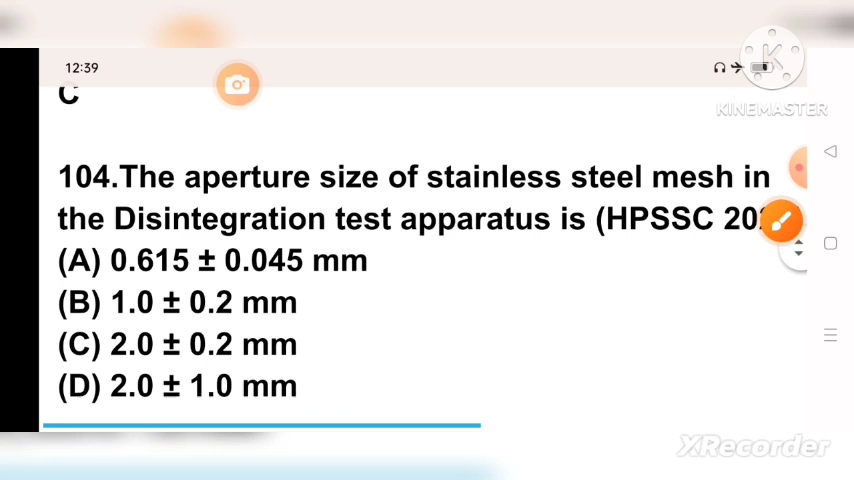 12:39
KINEMASTER
C
104.The aperture size of stainless steel mesh in
the Disintegration test apparatus is (HPSSC
(A) 0.615 ± 0.045 mm
(B) 1.0 ± 0.2 mm
(C) 2.0 ± 0.2 mm
(D) 2.0 ± 1.0 mm
XRecorder